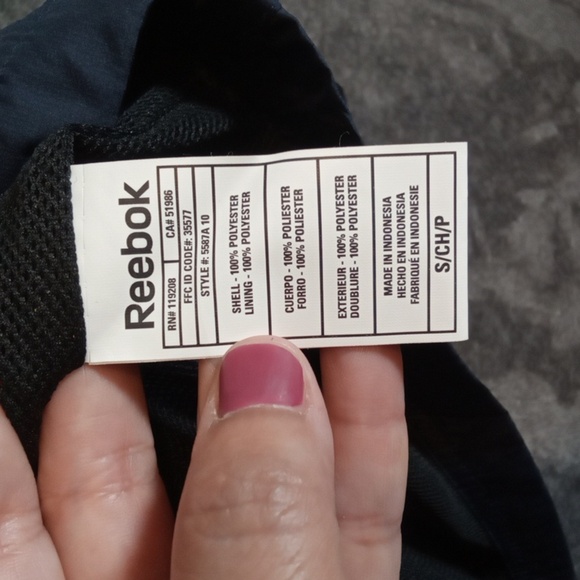 Reebok
RN# 119208 CA# 51986
FFC ID CODE#: 35577
STYLE #: 5587A 10
SHELL - 100% POLYESTER
LINING - 100% POLYESTER
CUERPO - 100% POLIESTER
FORRO - 100% POLIESTER
EXTERIEUR - 100% POLYESTER
DOUBLURE - 100% POLYESTER
MADE IN INDONESIA
HECHO EN INDONESIA
FABRIQUÉ EN INDONESIE
S/CH/P